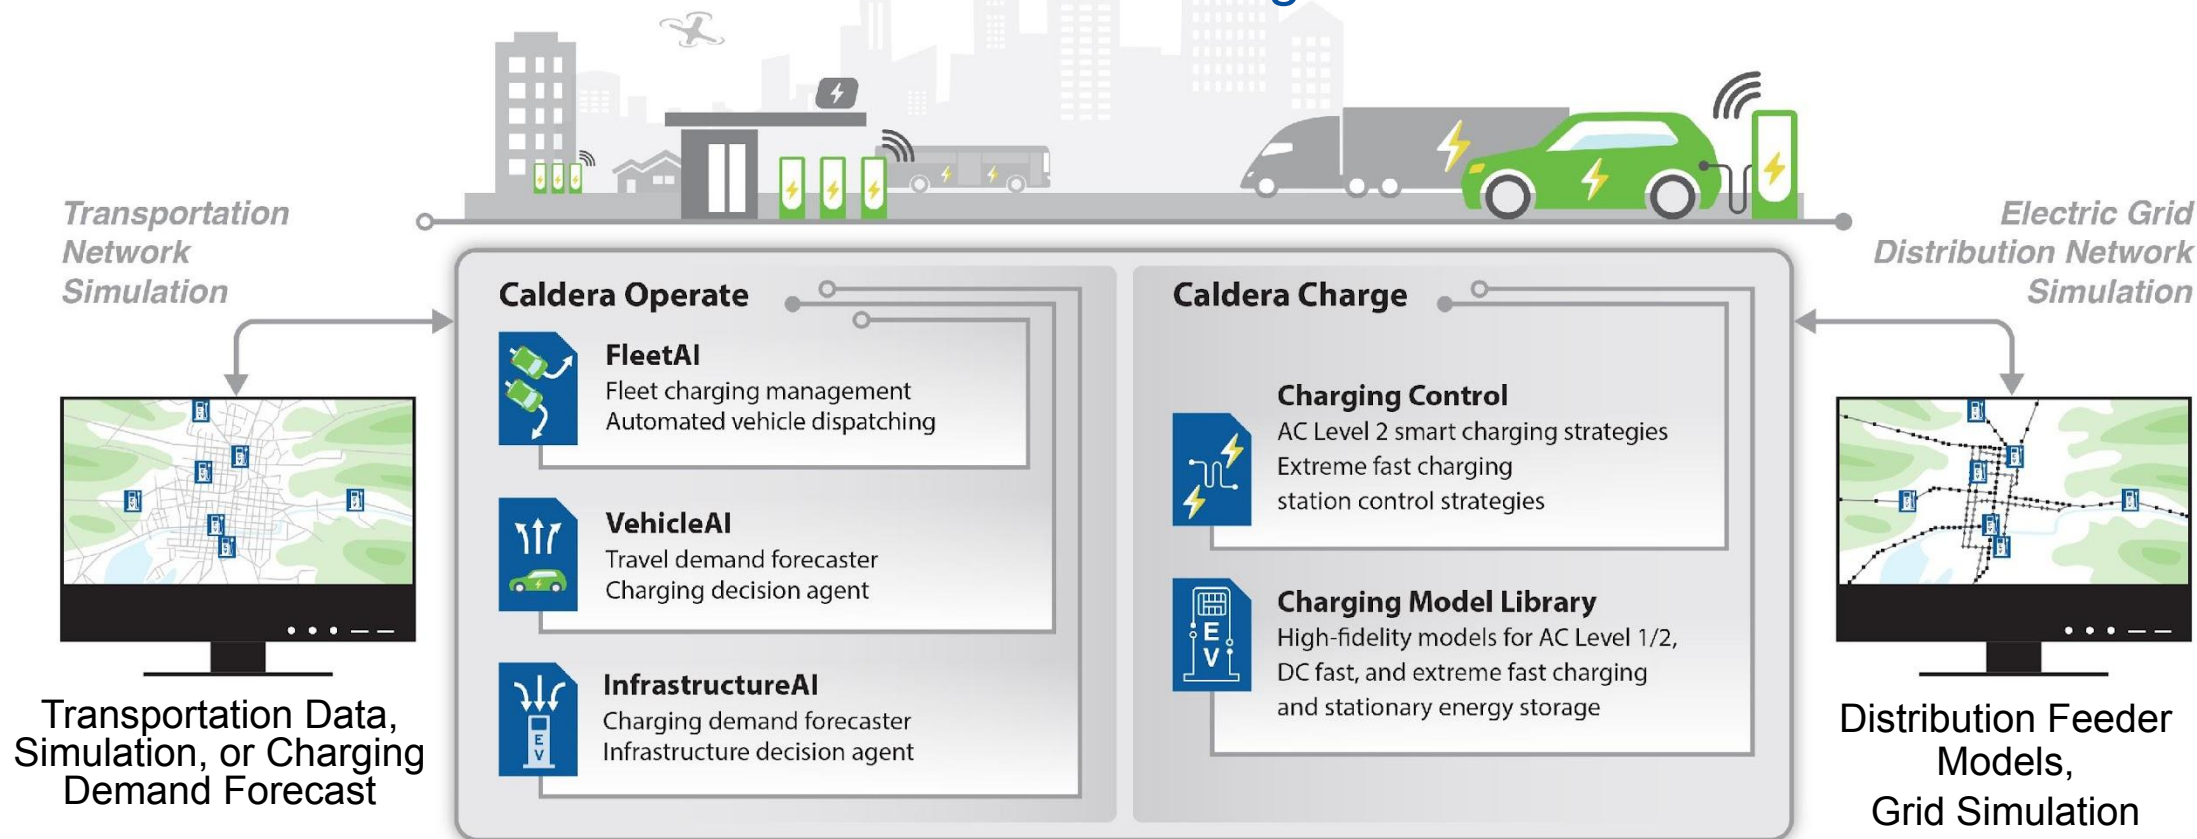 Transportation
Network
Simulation
Electric Grid
Distribution Network
Simulation
Caldera Operate
FleetAI
Fleet charging management
Automated vehicle dispatching
VehicleAI
Travel demand forecaster
Charging decision agent
InfrastructureAI
Charging demand forecaster
Infrastructure decision agent
Caldera Charge
Charging Control
AC Level 2 smart charging strategies
Extreme fast charging
station control strategies
EV
Charging Model Library
High-fidelity models for AC Level 1/2,
DC fast, and extreme fast charging
and stationary energy storage
Transportation Data,
Simulation, or Charging
Demand Forecast
Distribution Feeder
Models,
Grid Simulation